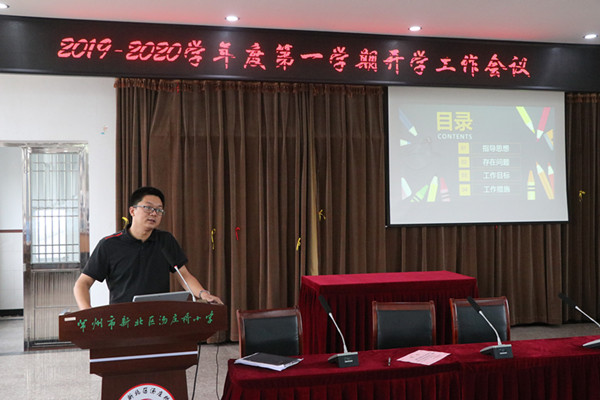 2019-2020学年度第一学期开学工作会议
目录
CONTENTS
指导思想
存在问题
工作目标
工作措施
常州市新北区汤庄桥小学